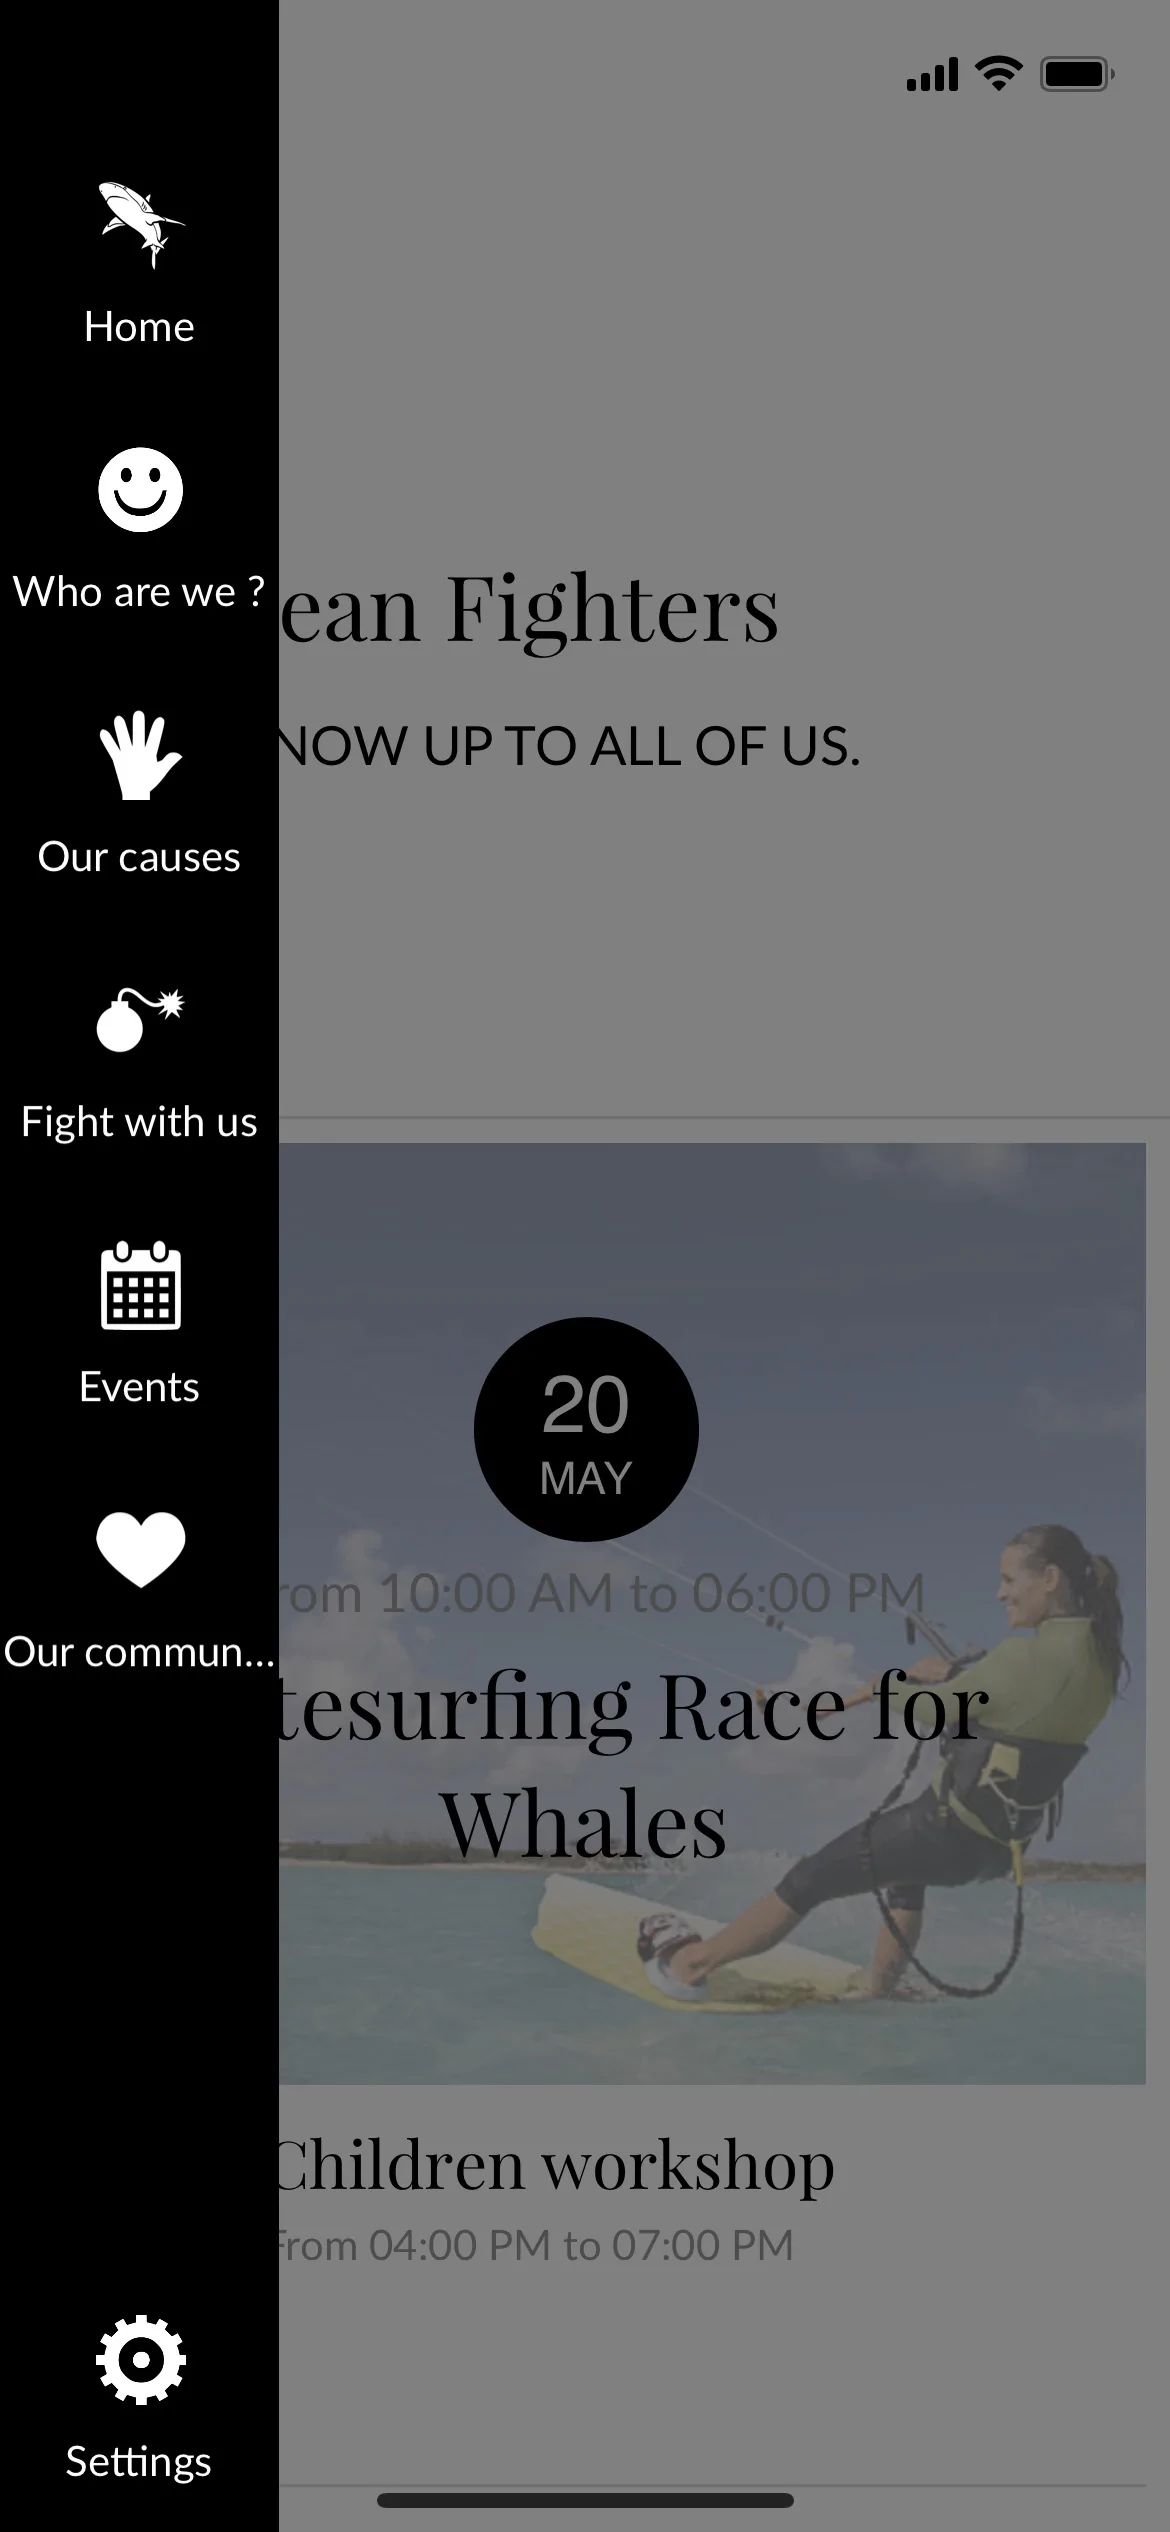 Home
Who are we ?
Our causes
Fight with us
Events
Our commun...
Settings
ean Fighters
NOW UP TO ALL OF US.
20
MAY
rom 10:00 AM to 06:00 PM
tesurfing Race for
Whales
Children workshop
From 04:00 PM to 07:00 PM